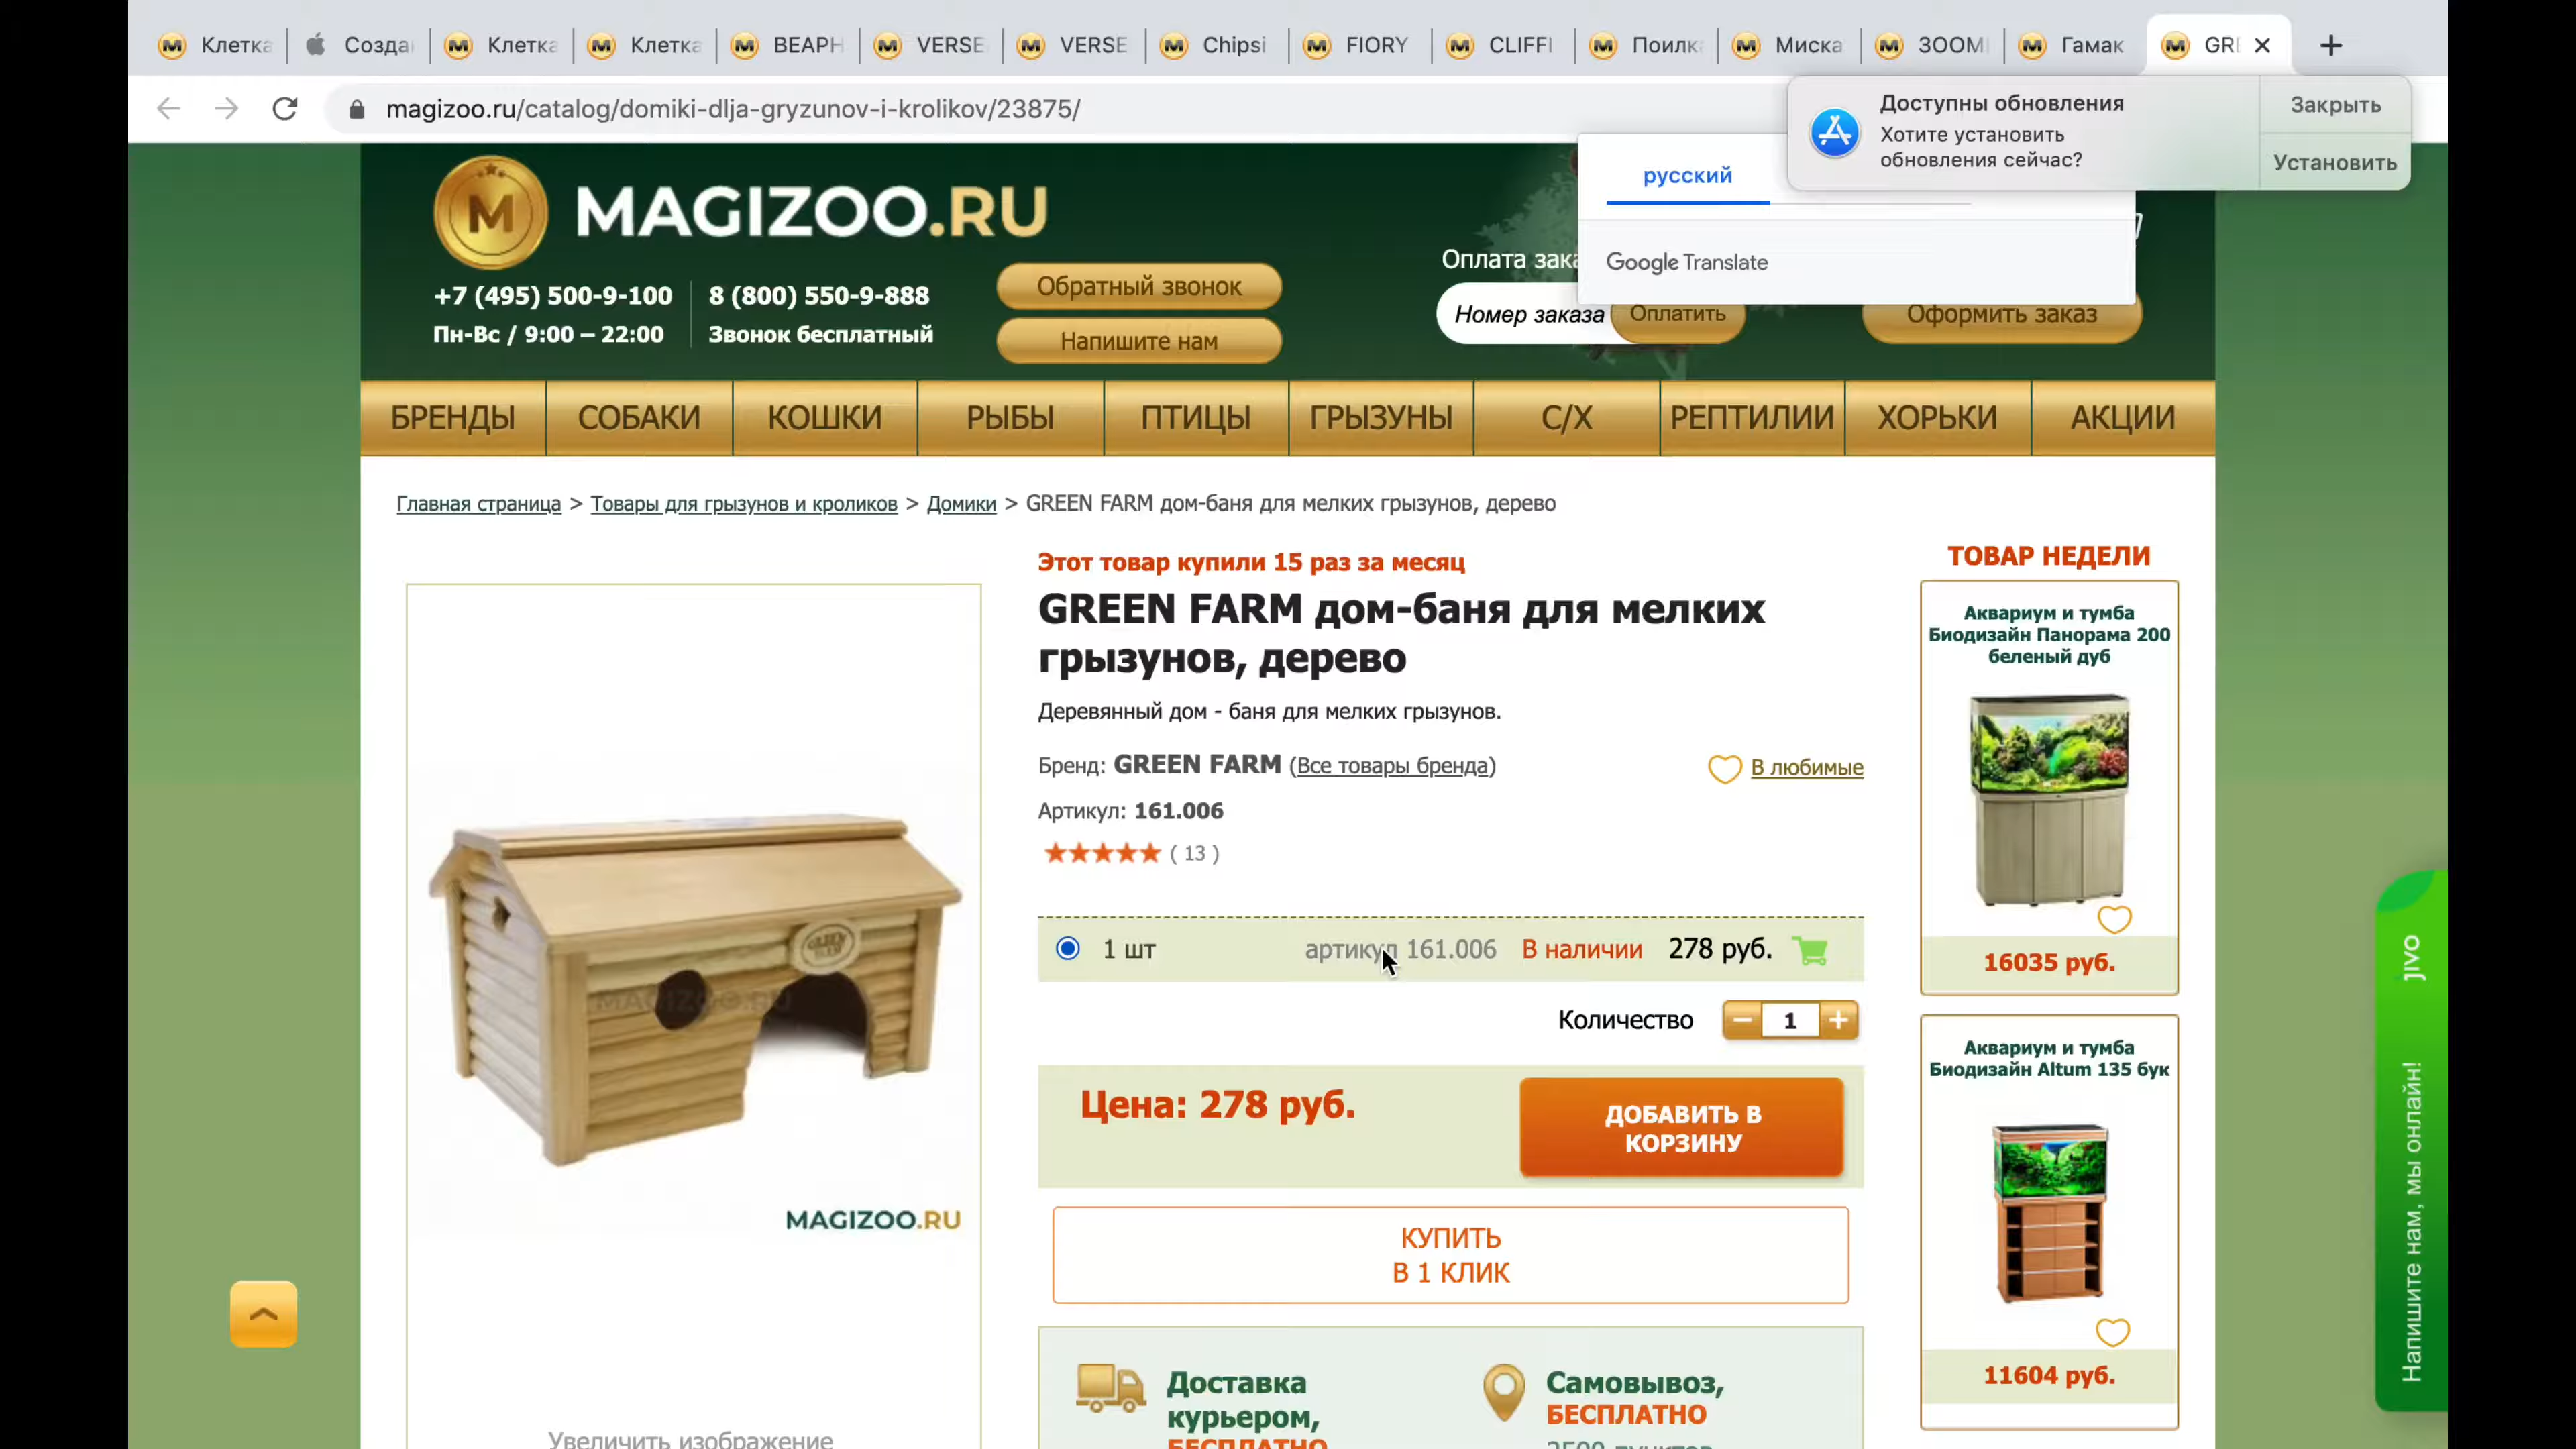 Клетка
Созда
Клетка
Клетка
BEAPH
VERSE
VERSE
Chipsi
FIORY
CLIFFI
Поилк
Миска
ЗООМ
Гамак
GRE
magizoo.ru/catalog/domiki-dlja-gryzunov-i-krolikov/23875/
Доступны обновления
Хотите установить
обновления сейчас?
Закрыть
Установить
русский
Google Translate
M
MAGIZOO.RU
+7 (495) 500-9-100
Пн-Вс / 9:00 – 22:00
8 (800) 550-9-888
Звонок бесплатный
Обратный звонок
Напишите нам
Оплата зака
Номер заказа
Оплатить
Оформить заказ
БРЕНДЫ
СОБАКИ
КОШКИ
РЫБЫ
ПТИЦЫ
ГРЫЗУНЫ
С/Х
РЕПТИЛИИ
ХОРЬКИ
АКЦИИ
Главная страница > Товары для грызунов и кроликов > Домики > GREEN FARM дом-баня для мелких грызунов, дерево
MAGIZOO.RU
MAGIZOO.RU
Увеличить изображение
Этот товар купили 15 раз за месяц
GREEN FARM дом-баня для мелких
грызунов, дерево
Деревянный дом - баня для мелких грызунов.
Бренд: GREEN FARM (Все товары бренда)
В любимые
Артикул: 161.006
( 13 )
1 шт артикул 161.006 В наличии 278 руб.
Количество
1
Цена: 278 руб.
ДОБАВИТЬ В
КОРЗИНУ
КУПИТЬ
В 1 КЛИК
Доставка
курьером,
БЕСПЛАТНО
Самовывоз,
БЕСПЛАТНО
2500 пунктов
ТОВАР НЕДЕЛИ
Аквариум и тумба
Биодизайн Панорама 200
беленый дуб
16035 руб.
Аквариум и тумба
Биодизайн Altum 135 бук
11604 руб.
Напишите нам, мы онлайн!
jivo